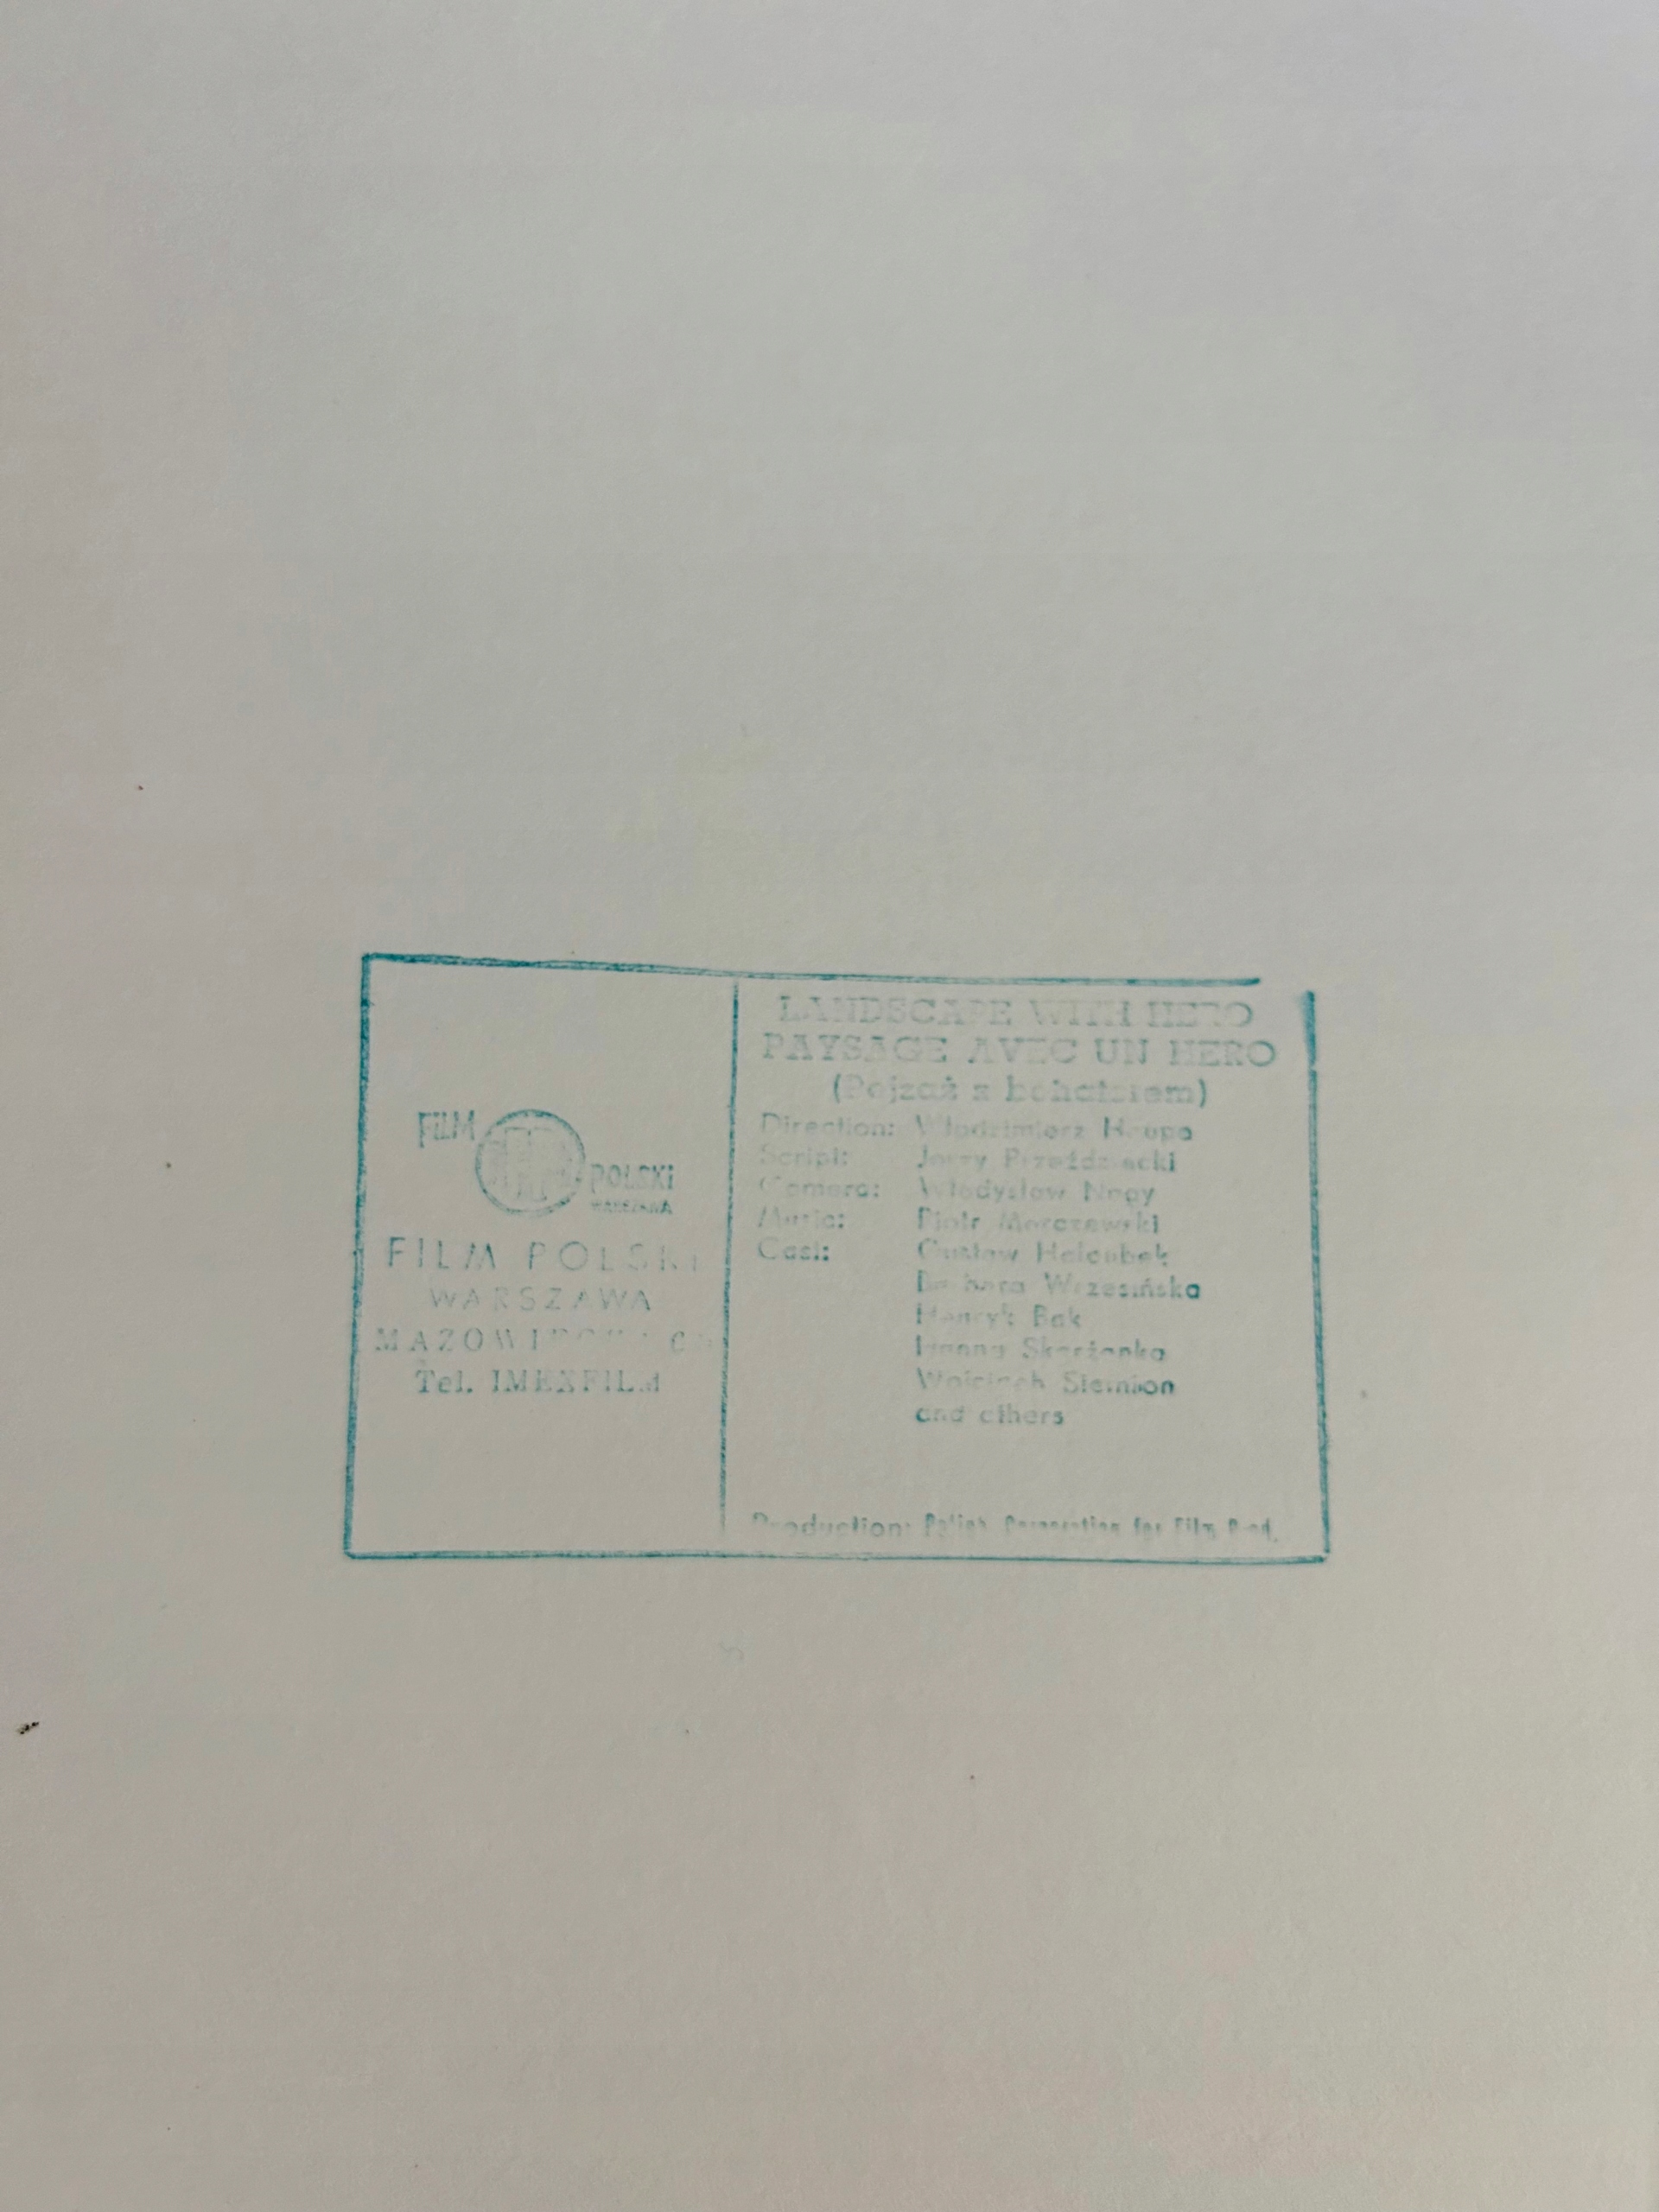 FILM
POLSKI
WARSZAWA
FILM POLSKI
WARSZAWA
Tel. IMEXFILM
LANDSCAPE WITH HERO
PAYSAGE AVEC UN HERO
(Pejzaż z bohaterem)
Direction: Włodzimierz Haupe
Script: Jerzy Przeździecki
Camera: Władysław Nagy
Music: Piotr Marczewski
Cast: Gustaw Holoubek
Barbara Wrzesińska
Henryk Bąk
Hanna Skarżanka
Wojciech Siemion
and others
Production: Polish Corporation for Film Prod.